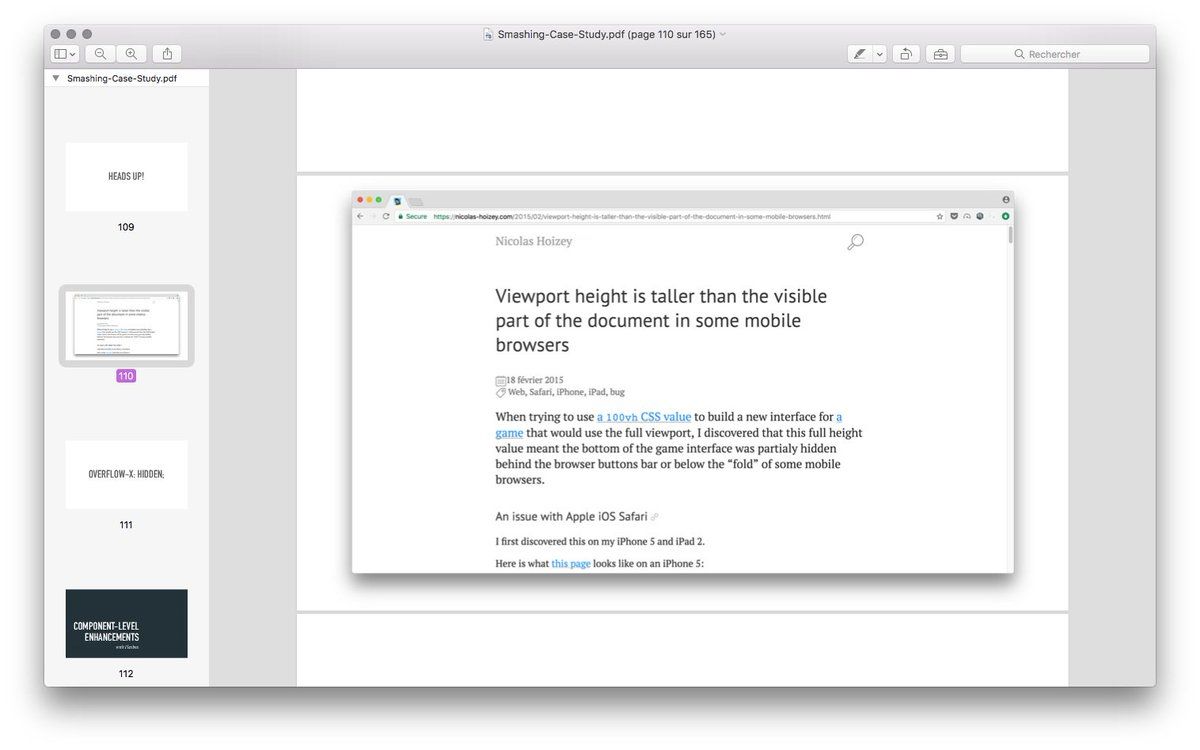 Smashing-Case-Study.pdf (page 110 sur 165)
Rechercher
Smashing-Case-Study.pdf
HEADS UP!
109
110
OVERFLOW-X: HIDDEN;
111
COMPONENT-LEVEL
ENHANCEMENTS
with Flexbox
112
Secure https://nicolas-hoizey.com/2015/02/viewport-height-is-taller-than-the-visible-part-of-the-document-in-some-mobile-browsers.html
Nicolas Hoizey
Viewport height is taller than the visible
part of the document in some mobile
browsers
18 février 2015
Web, Safari, iPhone, iPad, bug
When trying to use a 100vh CSS value to build a new interface for a
game that would use the full viewport, I discovered that this full height
value meant the bottom of the game interface was partialy hidden
behind the browser buttons bar or below the “fold” of some mobile
browsers.
An issue with Apple iOS Safari
I first discovered this on my iPhone 5 and iPad 2.
Here is what this page looks like on an iPhone 5: